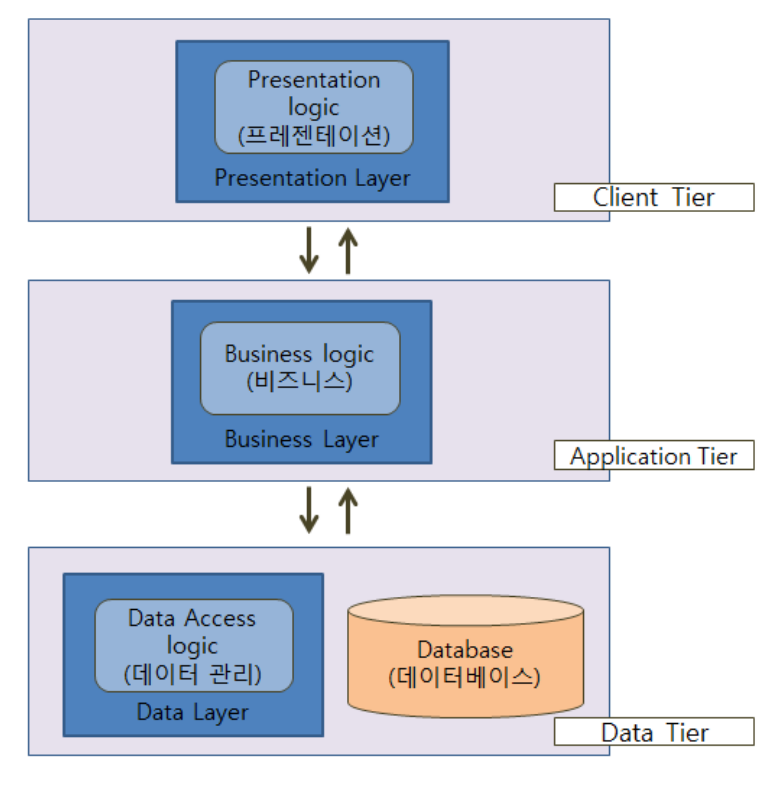 Presentation
logic
(프레젠테이션)
Presentation Layer
Client Tier
Business logic
(비즈니스)
Business Layer
Application Tier
Data Access
logic
(데이터 관리)
Data Layer
Database
(데이터베이스)
Data Tier